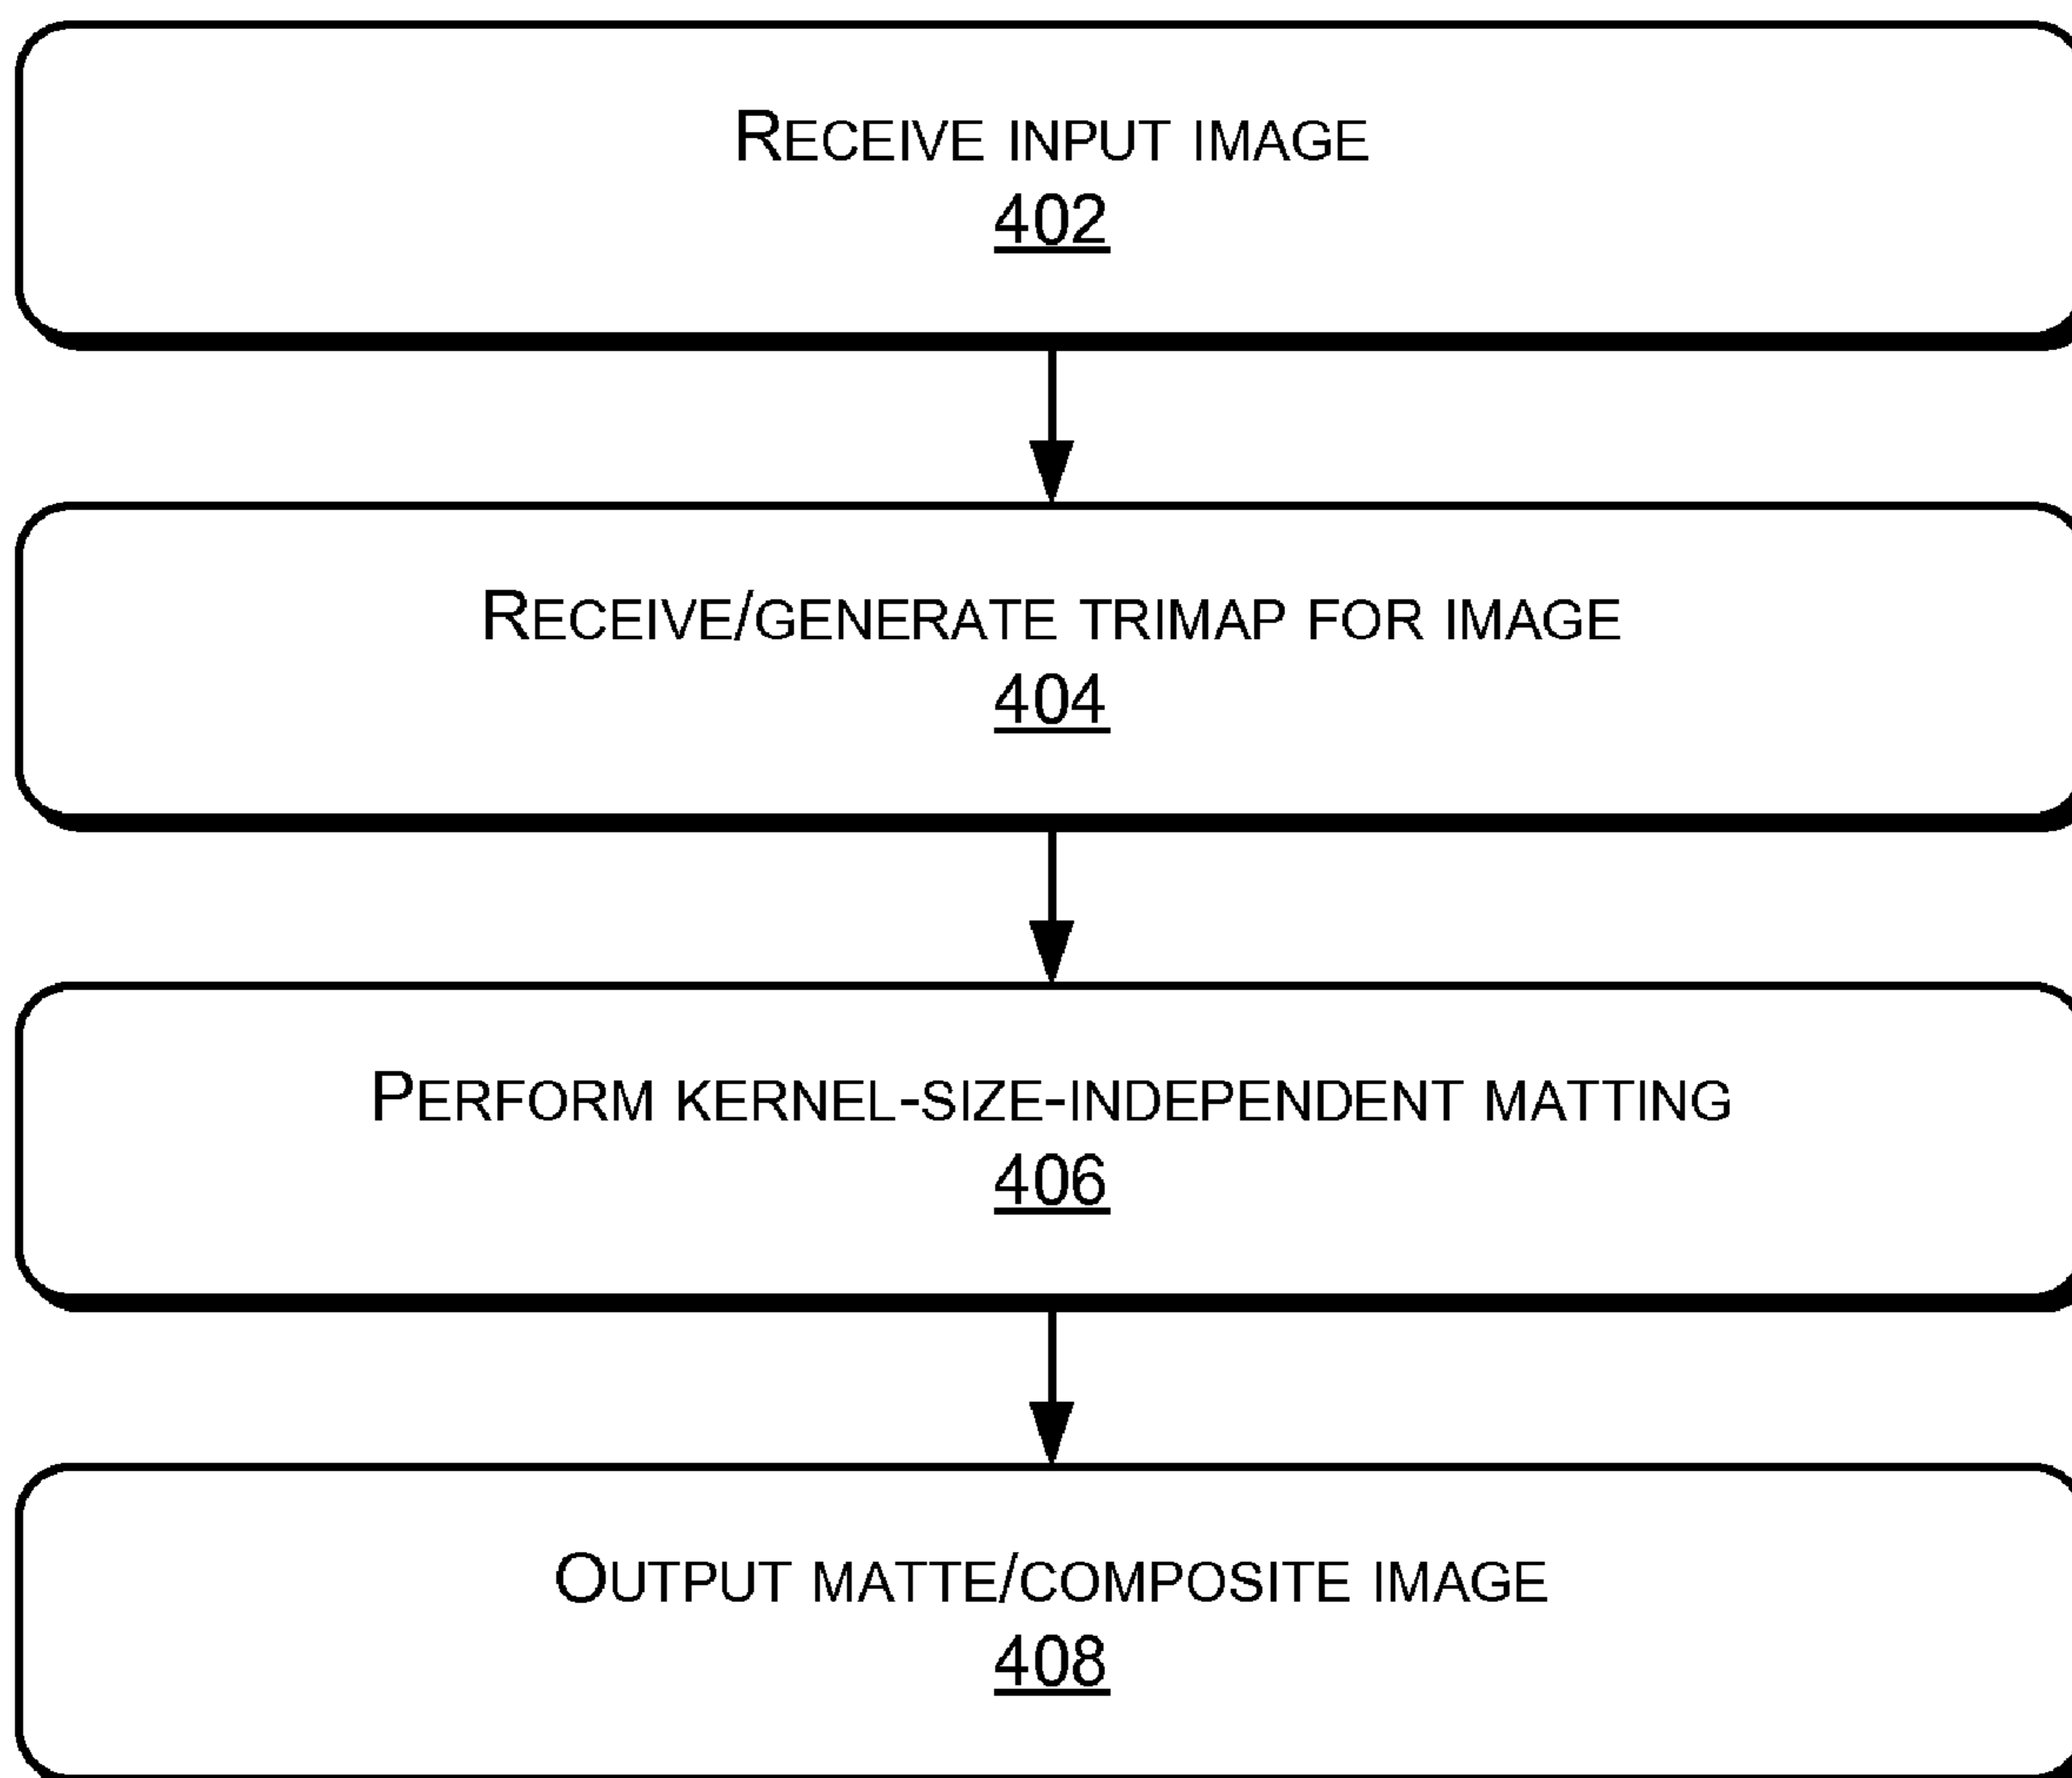 RECEIVE INPUT IMAGE
402
RECEIVE/GENERATE TRIMAP FOR IMAGE
404
PERFORM KERNEL-SIZE-INDEPENDENT MATTING
406
OUTPUT MATTE/COMPOSITE IMAGE
408